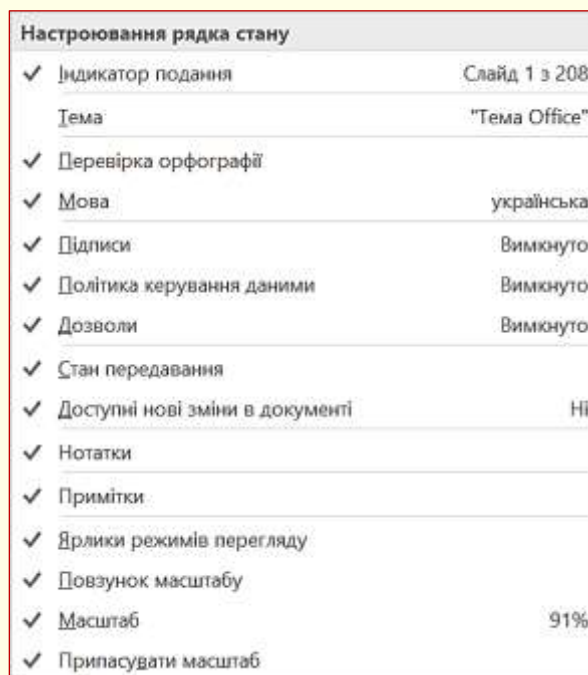 Настроювання рядка стану
Індикатор подання Слайд 1 з 208
Тема "Тема Office"
Перевірка орфографії
Мова українська
Підписи Вимкнуто
Політика керування даними Вимкнуто
Дозволи Вимкнуто
Стан передавання
Доступні нові зміни в документі Ні
Нотатки
Примітки
Ярлики режимів перегляду
Повзунок масштабу
Масштаб 91%
Припасувати масштаб